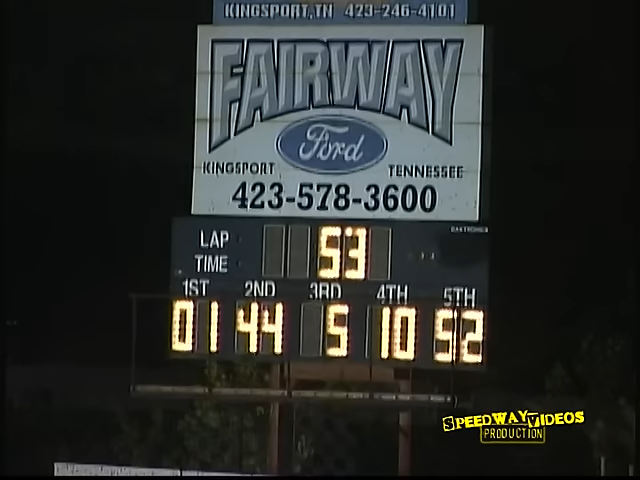 KINGSPORT,TN 423-246-4101
FAIRWAY
Ford
KINGSPORT TENNESSEE
423-578-3600
DAKTRONICS
LAP
TIME
53
1ST 2ND 3RD 4TH 5TH
01 44 5 10 52
SPEEDWAY VIDEOS
PRODUCTION